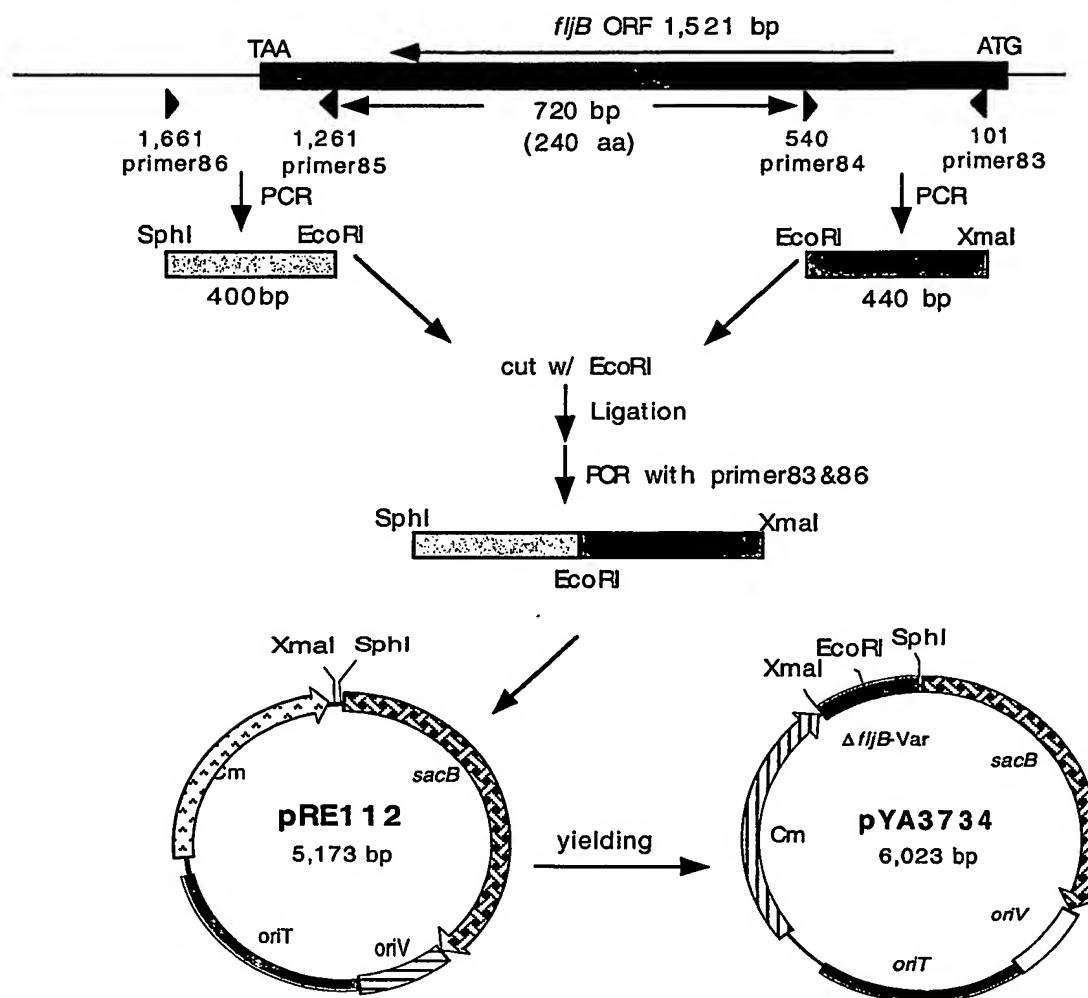 fljB ORF 1,521 bp
TAA
ATG
720 bp
(240 aa)
1,661
primer86
1,261
primer85
540
primer84
101
primer83
PCR
PCR
SphI
EcoRI
EcoRI
XmaI
400bp
440 bp
cut w/ EcoRI
Ligation
PCR with primer83&86
SphI
XmaI
EcoRI
XmaI
SphI
Cm
sacB
pRE112
5,173 bp
oriT
oriV
yielding
XmaI
EcoRI
SphI
ΔfljB-Var
sacB
Cm
pYA3734
6,023 bp
oriV
oriT